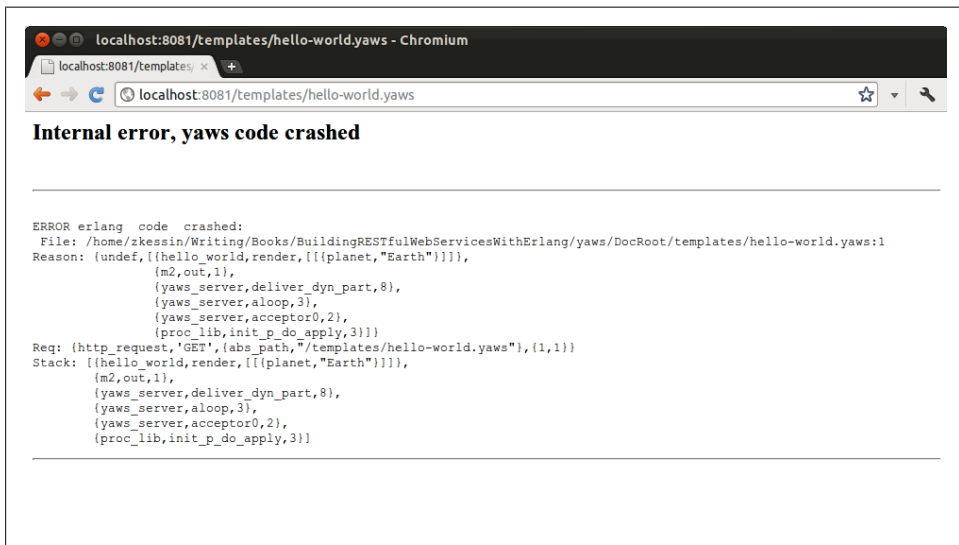 localhost:8081/templates/hello-world.yaws - Chromium
localhost:8081/templates/
localhost:8081/templates/hello-world.yaws
Internal error, yaws code crashed
ERROR erlang  code  crashed:
 File: /home/zkessin/Writing/Books/BuildingRESTfulWebServicesWithErlang/yaws/DocRoot/templates/hello-world.yaws:1
Reason: {undef,[{hello_world,render,[[{planet,"Earth"}]]},
                {m2,out,1},
                {yaws_server,deliver_dyn_part,8},
                {yaws_server,aloop,3},
                {yaws_server,acceptor0,2},
                {proc_lib,init_p_do_apply,3}]}
Req: {http_request,'GET',{abs_path,"/templates/hello-world.yaws"},{1,1}}
Stack: [{hello_world,render,[[{planet,"Earth"}]]},
        {m2,out,1},
        {yaws_server,deliver_dyn_part,8},
        {yaws_server,aloop,3},
        {yaws_server,acceptor0,2},
        {proc_lib,init_p_do_apply,3}]